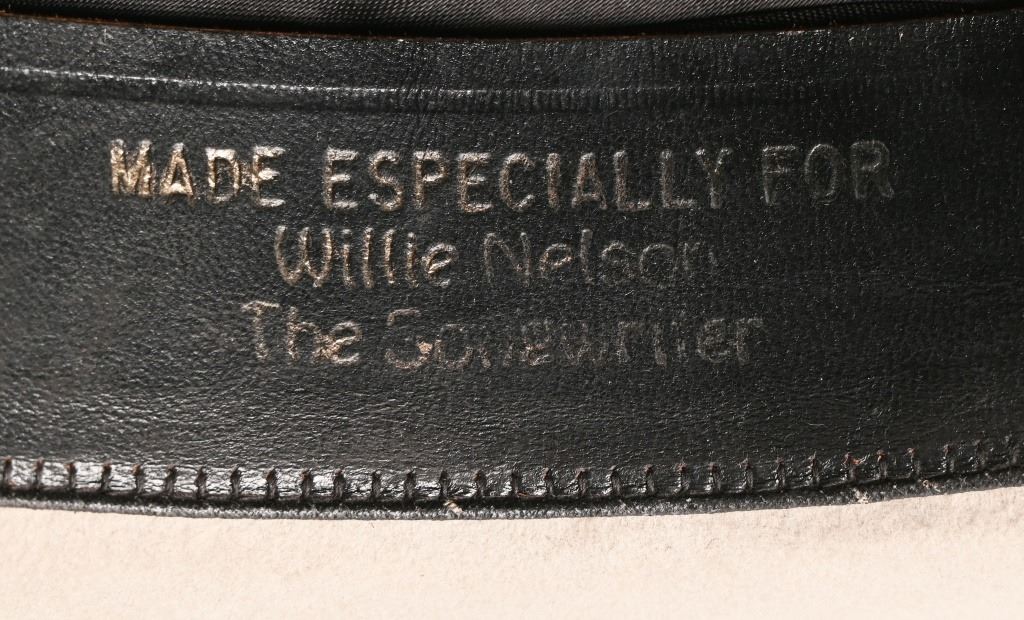 MADE ESPECIALLY FOR
Willie Nelson
The Songwriter